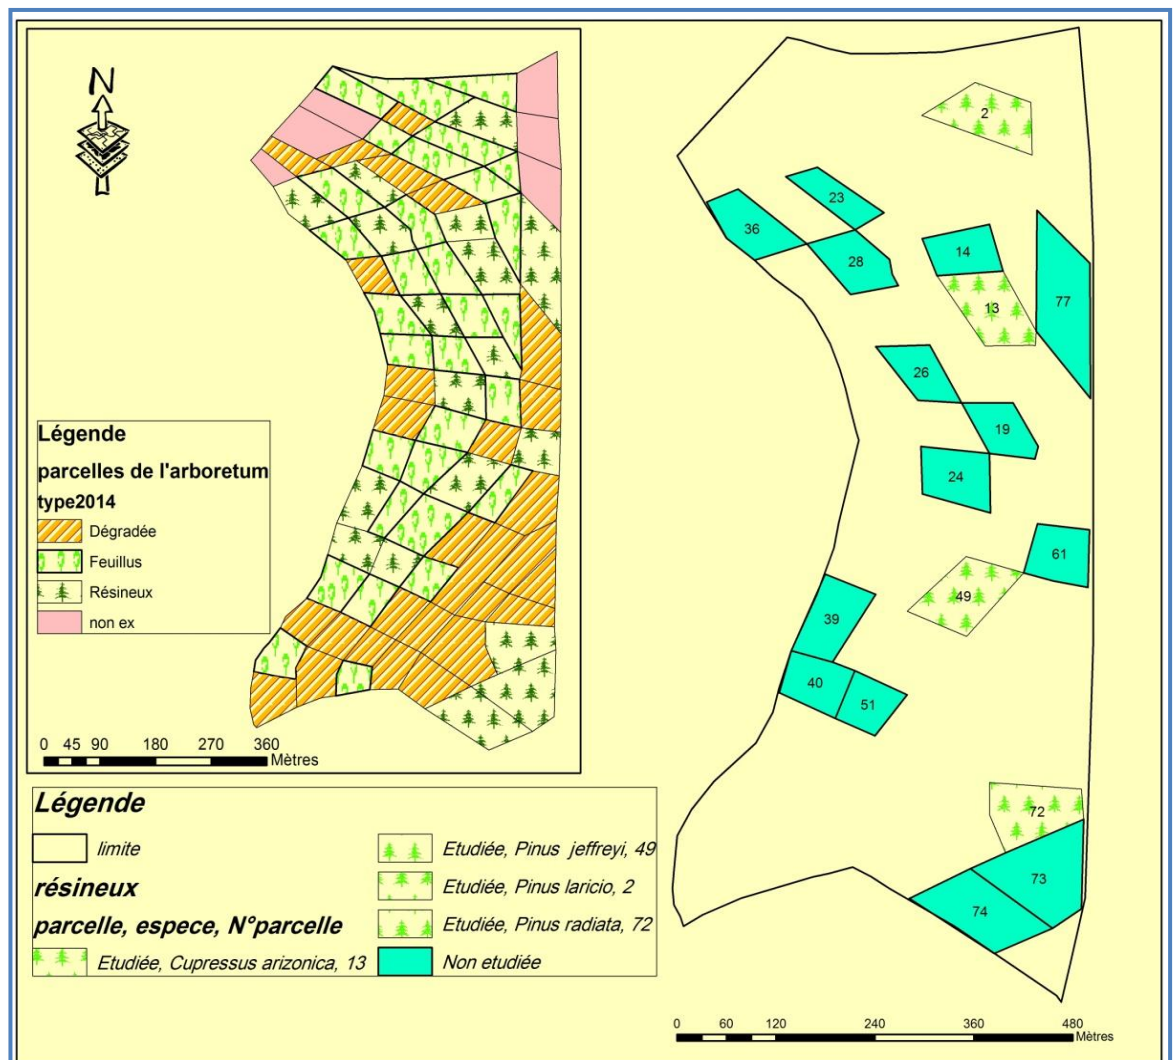 N
Légende
parcelles de l'arboretum
type2014
Dégradée
Feuillus
Résineux
non ex
0 45 90 180 270 360
Mètres
2
23
36
28
14
13
77
26
19
24
61
49
39
40
51
72
73
74
Légende
limite
résineux
parcelle, espece, N°parcelle
Etudiée, Cupressus arizonica, 13
Etudiée, Pinus jeffreyi, 49
Etudiée, Pinus laricio, 2
Etudiée, Pinus radiata, 72
Non etudiée
0 60 120 240 360 480
Mètres